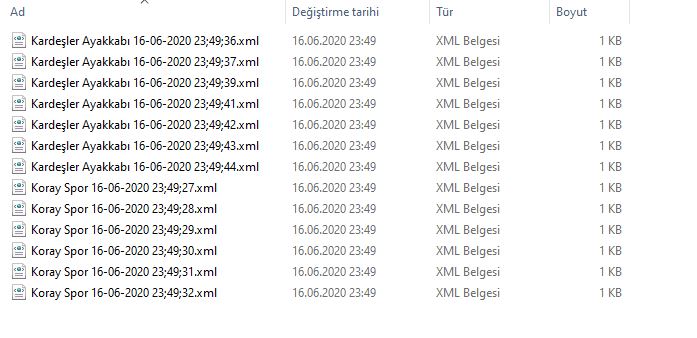 Ad Değiştirme tarihi Tür Boyut
Kardeşler Ayakkabı 16-06-2020 23;49;36.xml 16.06.2020 23:49 XML Belgesi 1 KB
Kardeşler Ayakkabı 16-06-2020 23;49;37.xml 16.06.2020 23:49 XML Belgesi 1 KB
Kardeşler Ayakkabı 16-06-2020 23;49;39.xml 16.06.2020 23:49 XML Belgesi 1 KB
Kardeşler Ayakkabı 16-06-2020 23;49;41.xml 16.06.2020 23:49 XML Belgesi 1 KB
Kardeşler Ayakkabı 16-06-2020 23;49;42.xml 16.06.2020 23:49 XML Belgesi 1 KB
Kardeşler Ayakkabı 16-06-2020 23;49;43.xml 16.06.2020 23:49 XML Belgesi 1 KB
Kardeşler Ayakkabı 16-06-2020 23;49;44.xml 16.06.2020 23:49 XML Belgesi 1 KB
Koray Spor 16-06-2020 23;49;27.xml 16.06.2020 23:49 XML Belgesi 1 KB
Koray Spor 16-06-2020 23;49;28.xml 16.06.2020 23:49 XML Belgesi 1 KB
Koray Spor 16-06-2020 23;49;29.xml 16.06.2020 23:49 XML Belgesi 1 KB
Koray Spor 16-06-2020 23;49;30.xml 16.06.2020 23:49 XML Belgesi 1 KB
Koray Spor 16-06-2020 23;49;31.xml 16.06.2020 23:49 XML Belgesi 1 KB
Koray Spor 16-06-2020 23;49;32.xml 16.06.2020 23:49 XML Belgesi 1 KB